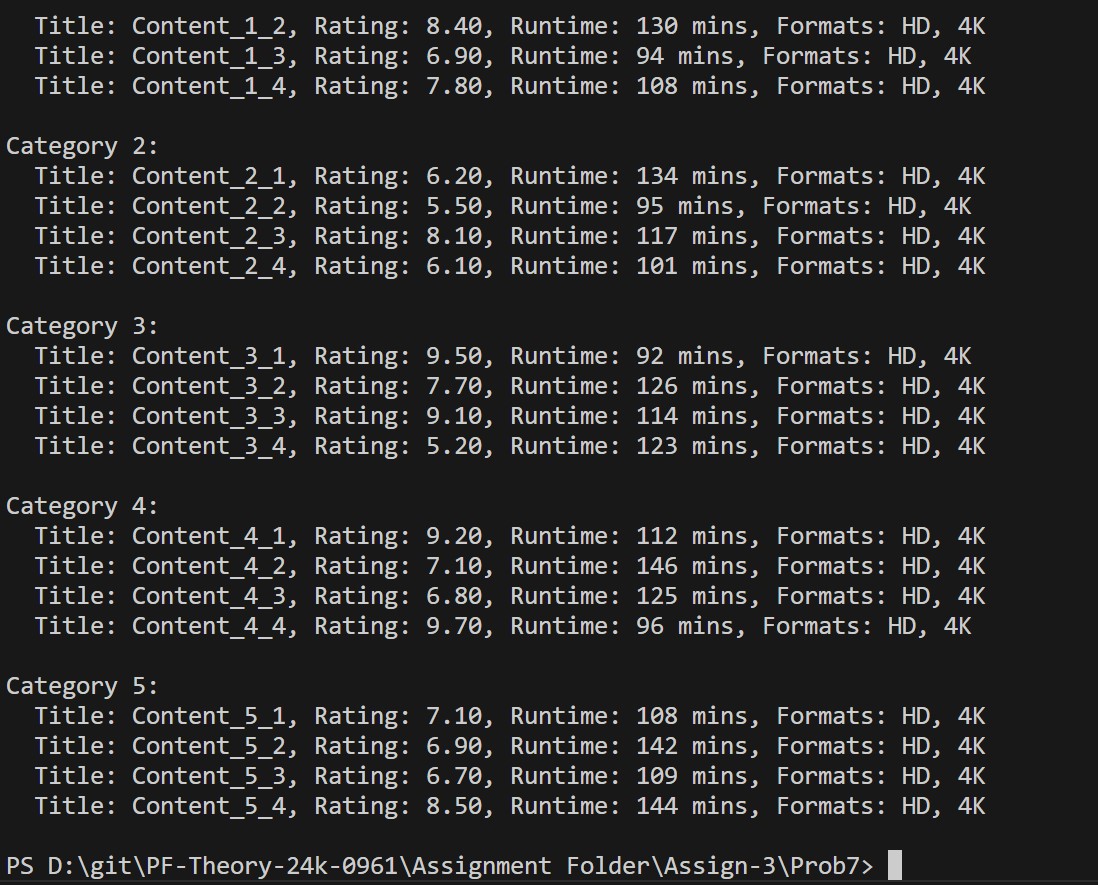 Title: Content_1_2, Rating: 8.40, Runtime: 130 mins, Formats: HD, 4K
  Title: Content_1_3, Rating: 6.90, Runtime: 94 mins, Formats: HD, 4K
  Title: Content_1_4, Rating: 7.80, Runtime: 108 mins, Formats: HD, 4K

Category 2:
  Title: Content_2_1, Rating: 6.20, Runtime: 134 mins, Formats: HD, 4K
  Title: Content_2_2, Rating: 5.50, Runtime: 95 mins, Formats: HD, 4K
  Title: Content_2_3, Rating: 8.10, Runtime: 117 mins, Formats: HD, 4K
  Title: Content_2_4, Rating: 6.10, Runtime: 101 mins, Formats: HD, 4K

Category 3:
  Title: Content_3_1, Rating: 9.50, Runtime: 92 mins, Formats: HD, 4K
  Title: Content_3_2, Rating: 7.70, Runtime: 126 mins, Formats: HD, 4K
  Title: Content_3_3, Rating: 9.10, Runtime: 114 mins, Formats: HD, 4K
  Title: Content_3_4, Rating: 5.20, Runtime: 123 mins, Formats: HD, 4K

Category 4:
  Title: Content_4_1, Rating: 9.20, Runtime: 112 mins, Formats: HD, 4K
  Title: Content_4_2, Rating: 7.10, Runtime: 146 mins, Formats: HD, 4K
  Title: Content_4_3, Rating: 6.80, Runtime: 125 mins, Formats: HD, 4K
  Title: Content_4_4, Rating: 9.70, Runtime: 96 mins, Formats: HD, 4K

Category 5:
  Title: Content_5_1, Rating: 7.10, Runtime: 108 mins, Formats: HD, 4K
  Title: Content_5_2, Rating: 6.90, Runtime: 142 mins, Formats: HD, 4K
  Title: Content_5_3, Rating: 6.70, Runtime: 109 mins, Formats: HD, 4K
  Title: Content_5_4, Rating: 8.50, Runtime: 144 mins, Formats: HD, 4K

PS D:\git\PF-Theory-24k-0961\Assignment Folder\Assign-3\Prob7>